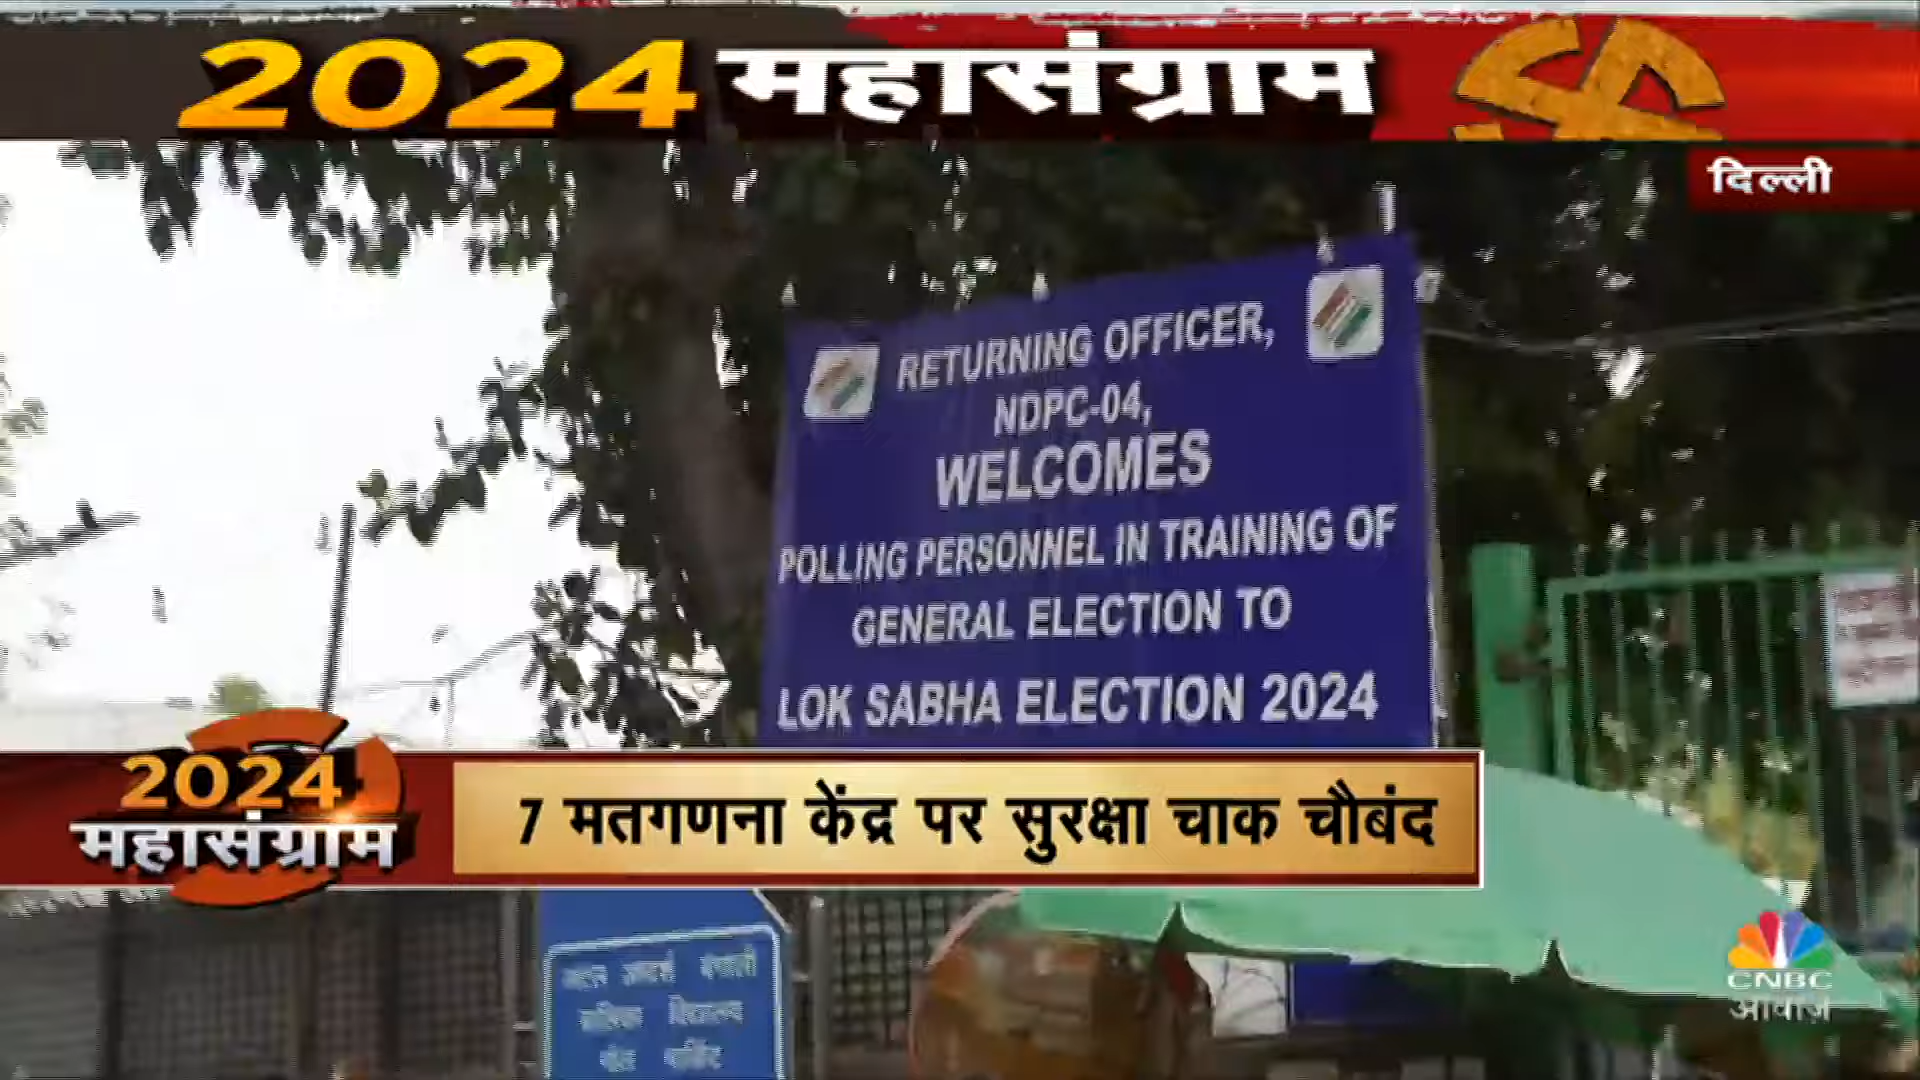 2024 महासंग्राम
दिल्ली
RETURNING OFFICER,
NDPC-04,
WELCOMES
POLLING PERSONNEL IN TRAINING OF
GENERAL ELECTION TO
LOK SABHA ELECTION 2024
2024
महासंग्राम
7 मतगणना केंद्र पर सुरक्षा चाक चौबंद
CNBC
आवाज़